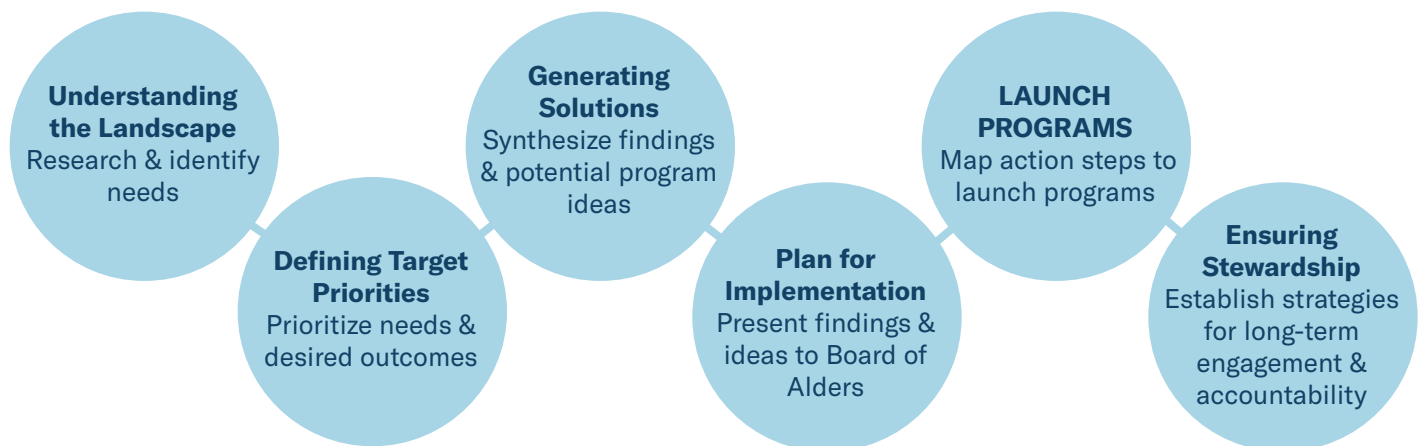 Understanding
the Landscape
Research & identify
needs
Defining Target
Priorities
Prioritize needs &
desired outcomes
Generating
Solutions
Synthesize findings
& potential program
ideas
Plan for
Implementation
Present findings &
ideas to Board of
Alders
LAUNCH
PROGRAMS
Map action steps to
launch programs
Ensuring
Stewardship
Establish strategies
for long-term
engagement &
accountability